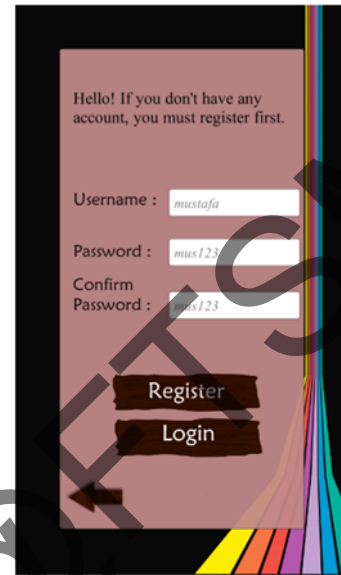 Hello! If you don't have any
account, you must register first.
Username :
mustafa
Password :
mus123
Confirm
Password :
mus123
Register
Login